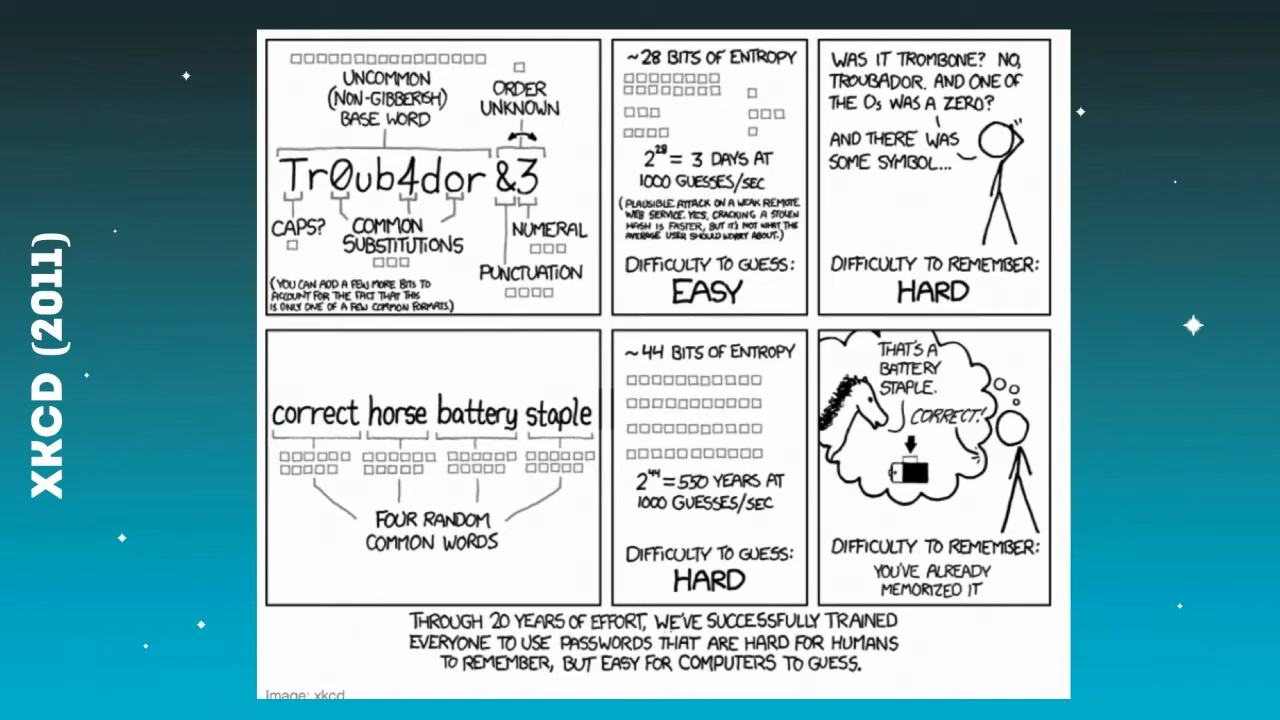 XKCD (2011)
UNCOMMON
(NON-GIBBERISH)
BASE WORD
ORDER
UNKNOWN
Tr0ub4dor &3
CAPS?
COMMON
SUBSTITUTIONS
NUMERAL
PUNCTUATION
(YOU CAN ADD A FEW MORE BITS TO
ACCOUNT FOR THE FACT THAT THIS
IS ONLY ONE OF A FEW COMMON FORMATS.)
~28 BITS OF ENTROPY
2^28 = 3 DAYS AT
1000 GUESSES/SEC
(PLAUSIBLE ATTACK ON A WEAK REMOTE
WEB SERVICE. YES, CRACKING A STOLEN
HASH IS FASTER, BUT IT'S NOT WHAT THE
AVERAGE USER SHOULD WORRY ABOUT.)
DIFFICULTY TO GUESS:
EASY
WAS IT TROMBONE? NO,
TROUBADOR. AND ONE OF
THE Os WAS A ZERO?
AND THERE WAS
SOME SYMBOL...
DIFFICULTY TO REMEMBER:
HARD
correct horse battery staple
FOUR RANDOM
COMMON WORDS
~44 BITS OF ENTROPY
2^44 = 550 YEARS AT
1000 GUESSES/SEC
DIFFICULTY TO GUESS:
HARD
THAT'S A
BATTERY
STAPLE.
CORRECT!
DIFFICULTY TO REMEMBER:
YOU'VE ALREADY
MEMORIZED IT
THROUGH 20 YEARS OF EFFORT, WE'VE SUCCESSFULLY TRAINED
EVERYONE TO USE PASSWORDS THAT ARE HARD FOR HUMANS
TO REMEMBER, BUT EASY FOR COMPUTERS TO GUESS.
Image: xkcd